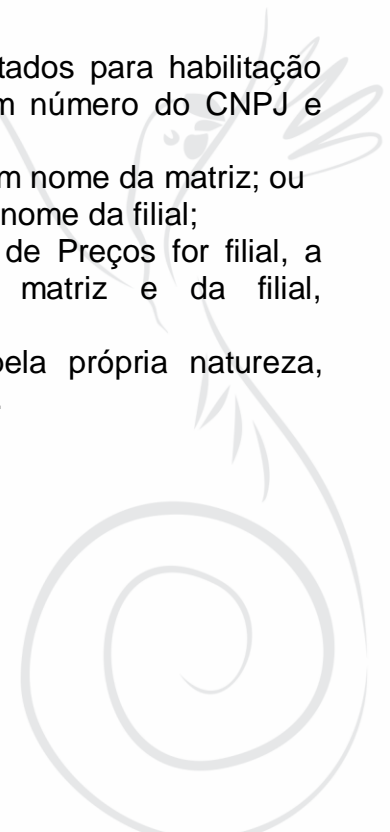 tados para habilitação
m número do CNPJ e
m nome da matriz; ou
nome da filial;
de Preços for filial, a
matriz e da filial,
pela própria natureza,